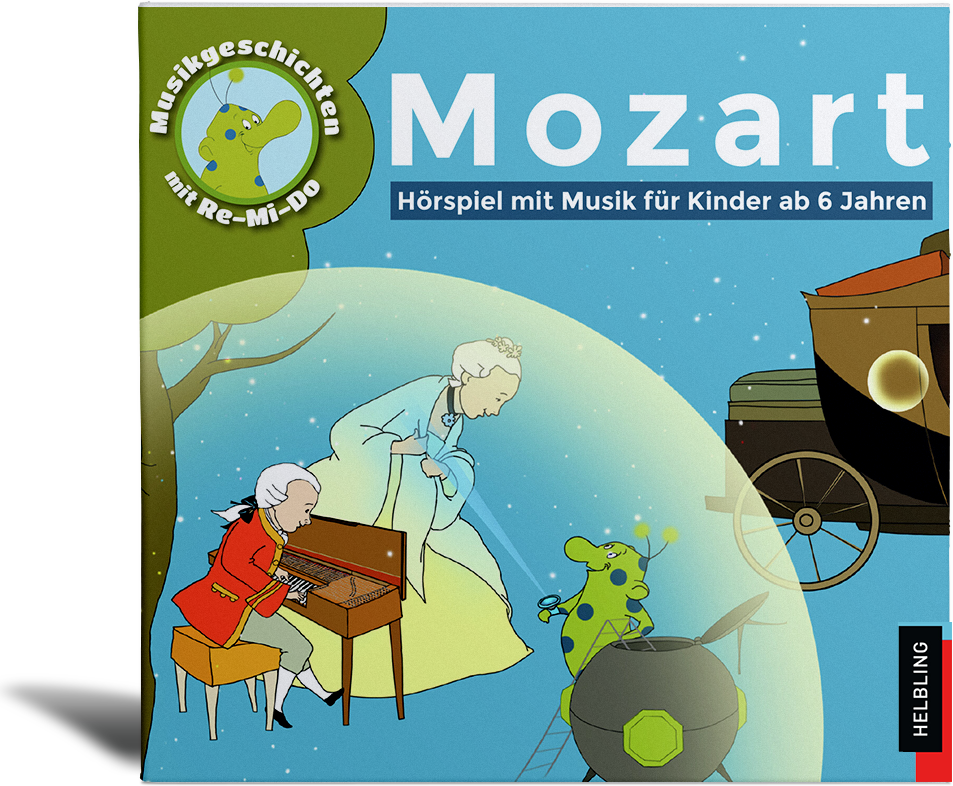 Musikgeschichten
mit Re-Mi-Do
Mozart
Hörspiel mit Musik für Kinder ab 6 Jahren
HELBLING